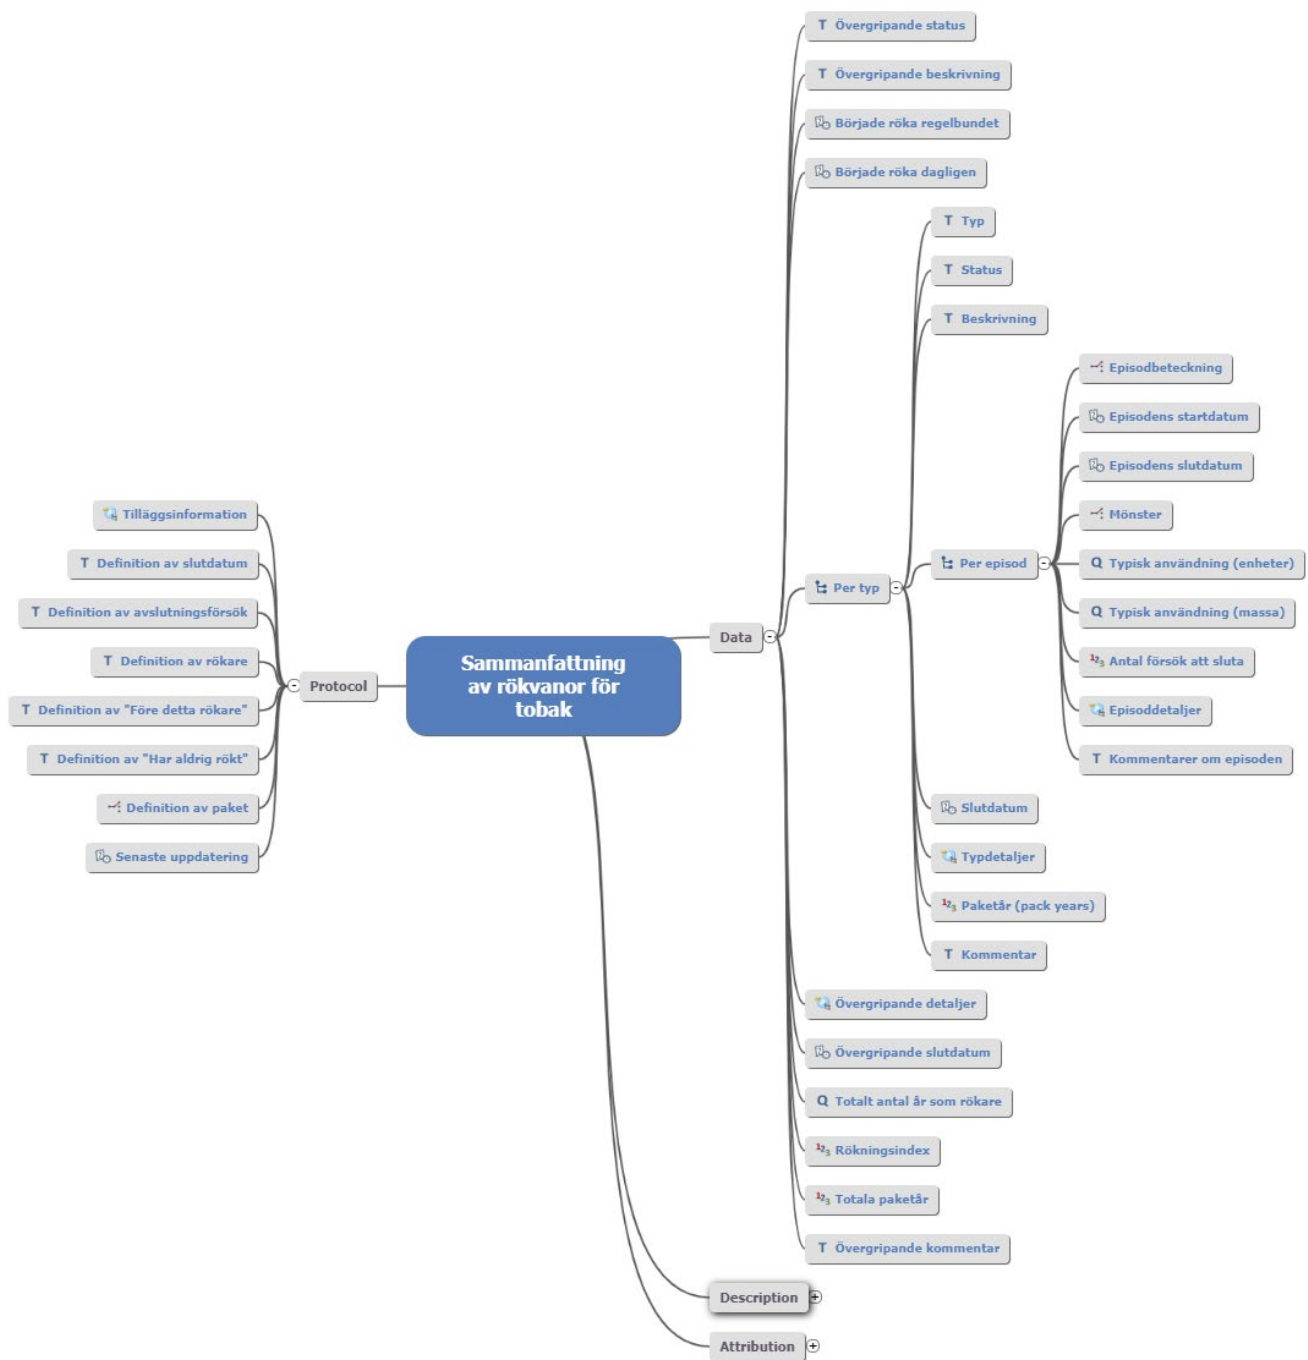 T Övergripande status
T Övergripande beskrivning
Började röka regelbundet
Började röka dagligen
T Typ
T Status
T Beskrivning
Episodbeteckning
Episodens startdatum
Episodens slutdatum
Mönster
Per episod
Q Typisk användning (enheter)
Per typ
Q Typisk användning (massa)
123 Antal försök att sluta
Episoddetaljer
T Kommentarer om episoden
Slutdatum
Typdetaljer
123 Paketår (pack years)
T Kommentar
Data
Övergripande detaljer
Övergripande slutdatum
Q Totalt antal år som rökare
123 Rökningsindex
123 Totala paketår
T Övergripande kommentar
Sammanfattning
av rökvanor för
tobak
Protocol
Tilläggsinformation
T Definition av slutdatum
T Definition av avslutningsförsök
T Definition av rökare
T Definition av "Före detta rökare"
T Definition av "Har aldrig rökt"
Definition av paket
Senaste uppdatering
Description
Attribution